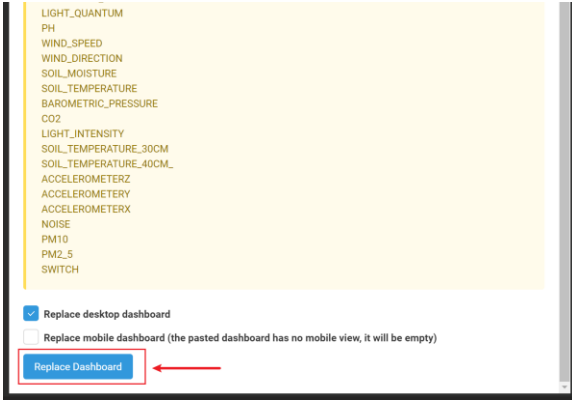 LIGHT_QUANTUM
PH
WIND_SPEED
WIND_DIRECTION
SOIL_MOISTURE
SOIL_TEMPERATURE
BAROMETRIC_PRESSURE
CO2
LIGHT_INTENSITY
SOIL_TEMPERATURE_30CM
SOIL_TEMPERATURE_40CM_
ACCELEROMETERZ
ACCELEROMETERY
ACCELEROMETERX
NOISE
PM10
PM2_5
SWITCH
Replace desktop dashboard
Replace mobile dashboard (the pasted dashboard has no mobile view, it will be empty)
Replace Dashboard